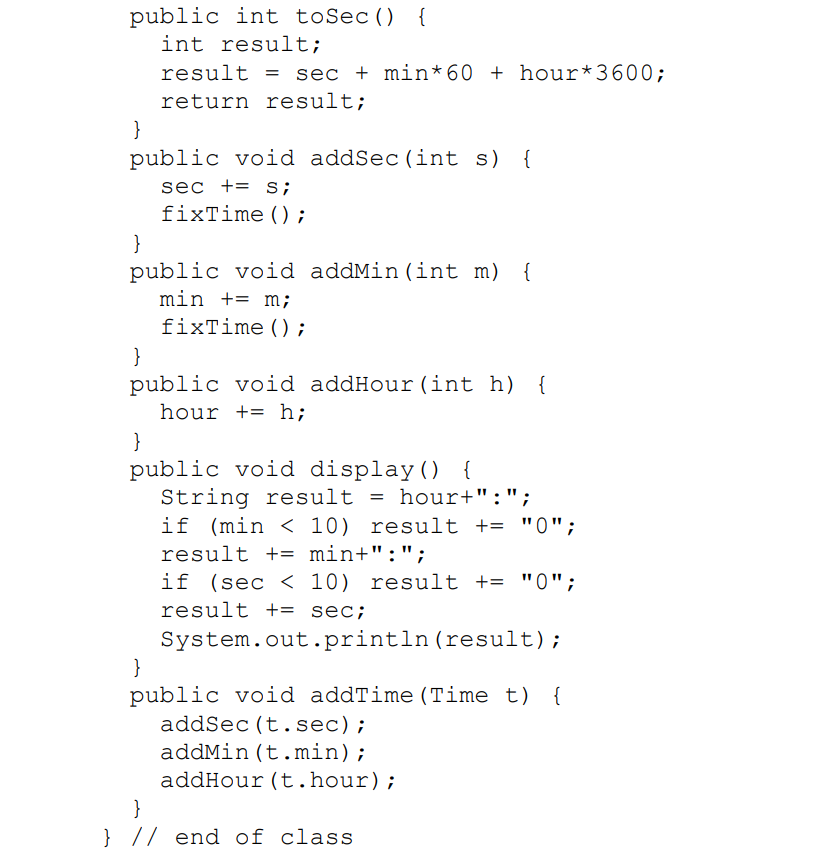 public int toSec() {
int result;
result = sec + min*60 + hour*3600;
return result;
}
public void addSec(int s) {
sec += s;
fixTime();
}
public void addMin(int m) {
min += m;
fixTime();
}
public void addHour(int h) {
hour += h;
}
public void display() {
String result = hour+":";
if (min < 10) result += "0";
result += min+":";
if (sec < 10) result += "0";
result += sec;
System.out.println(result);
}
public void addTime(Time t) {
addSec(t.sec);
addMin(t.min);
addHour(t.hour);
}
} // end of class